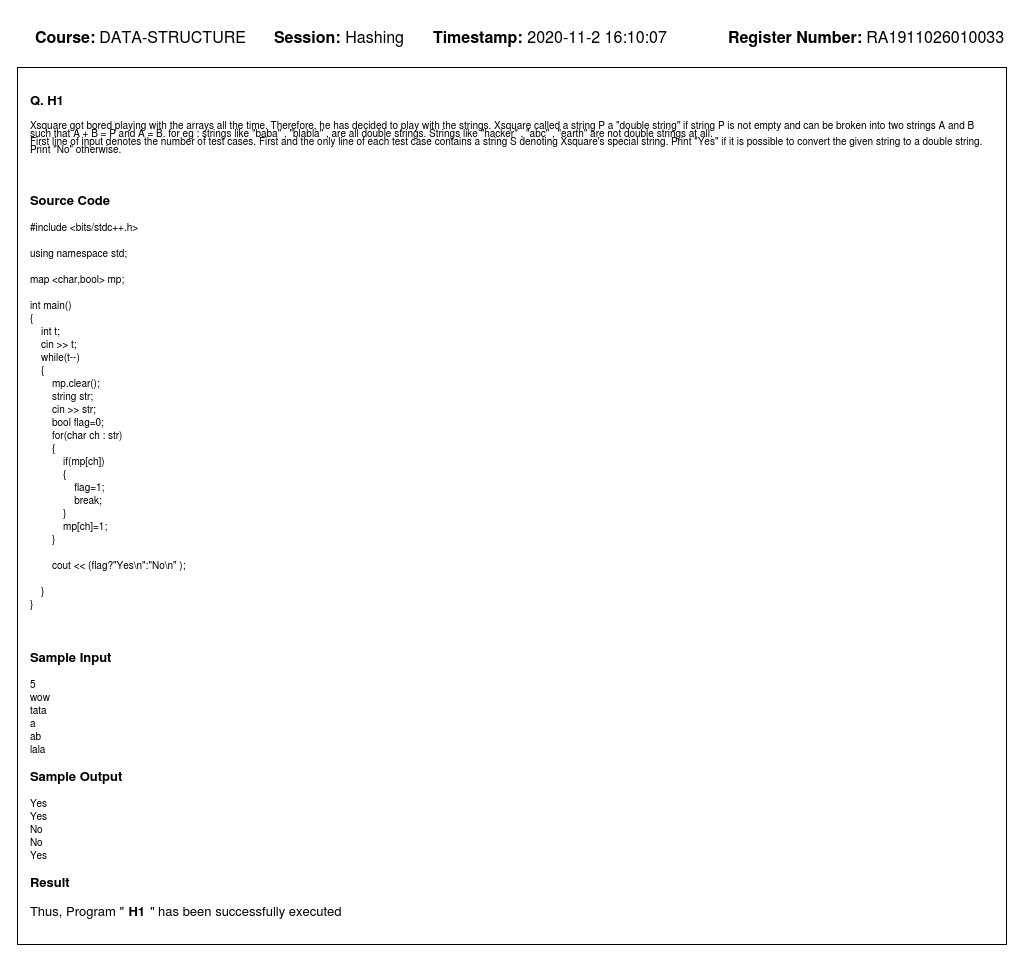 Course: DATA-STRUCTURE Session: Hashing Timestamp: 2020-11-2 16:10:07 Register Number: RA1911026010033
Q. H1
Xsquare got bored playing with the arrays all the time. Therefore, he has decided to play with the strings. Xsquare called a string P a "double string" if string P is not empty and can be broken into two strings A and B
such that A + B = P and A = B. for eg : strings like "baba" , "blabla" , are all double strings. Strings like "hacker" , "abc" , "earth" are not double strings at all.
First line of input denotes the number of test cases. First and the only line of each test case contains a string S denoting Xsquare's special string. Print "Yes" if it is possible to convert the given string to a double string.
Print "No" otherwise.
Source Code
#include <bits/stdc++.h>
using namespace std;
map <char,bool> mp;
int main()
{
int t;
cin >> t;
while(t--)
{
mp.clear();
string str;
cin >> str;
bool flag=0;
for(char ch : str)
{
if(mp[ch])
{
flag=1;
break;
}
mp[ch]=1;
}
cout << (flag?"Yes\n":"No\n" );
}
}
Sample Input
5
wow
tata
a
ab
lala
Sample Output
Yes
Yes
No
No
Yes
Result
Thus, Program " H1 " has been successfully executed